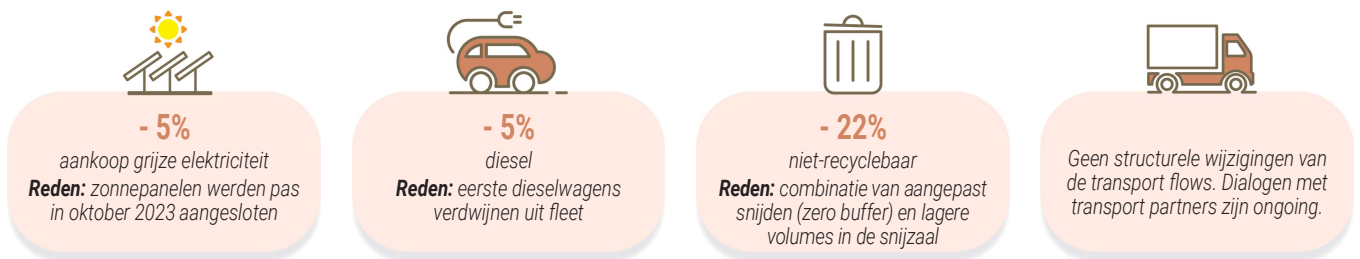 - 5%
aankoop grijze elektriciteit
Reden: zonnepanelen werden pas
in oktober 2023 aangesloten
- 5%
diesel
Reden: eerste dieselwagens
verdwijnen uit fleet
- 22%
niet-recyclebaar
Reden: combinatie van aangepast
snijden (zero buffer) en lagere
volumes in de snijzaal
Geen structurele wijzigingen van
de transport flows. Dialogen met
transport partners zijn ongoing.